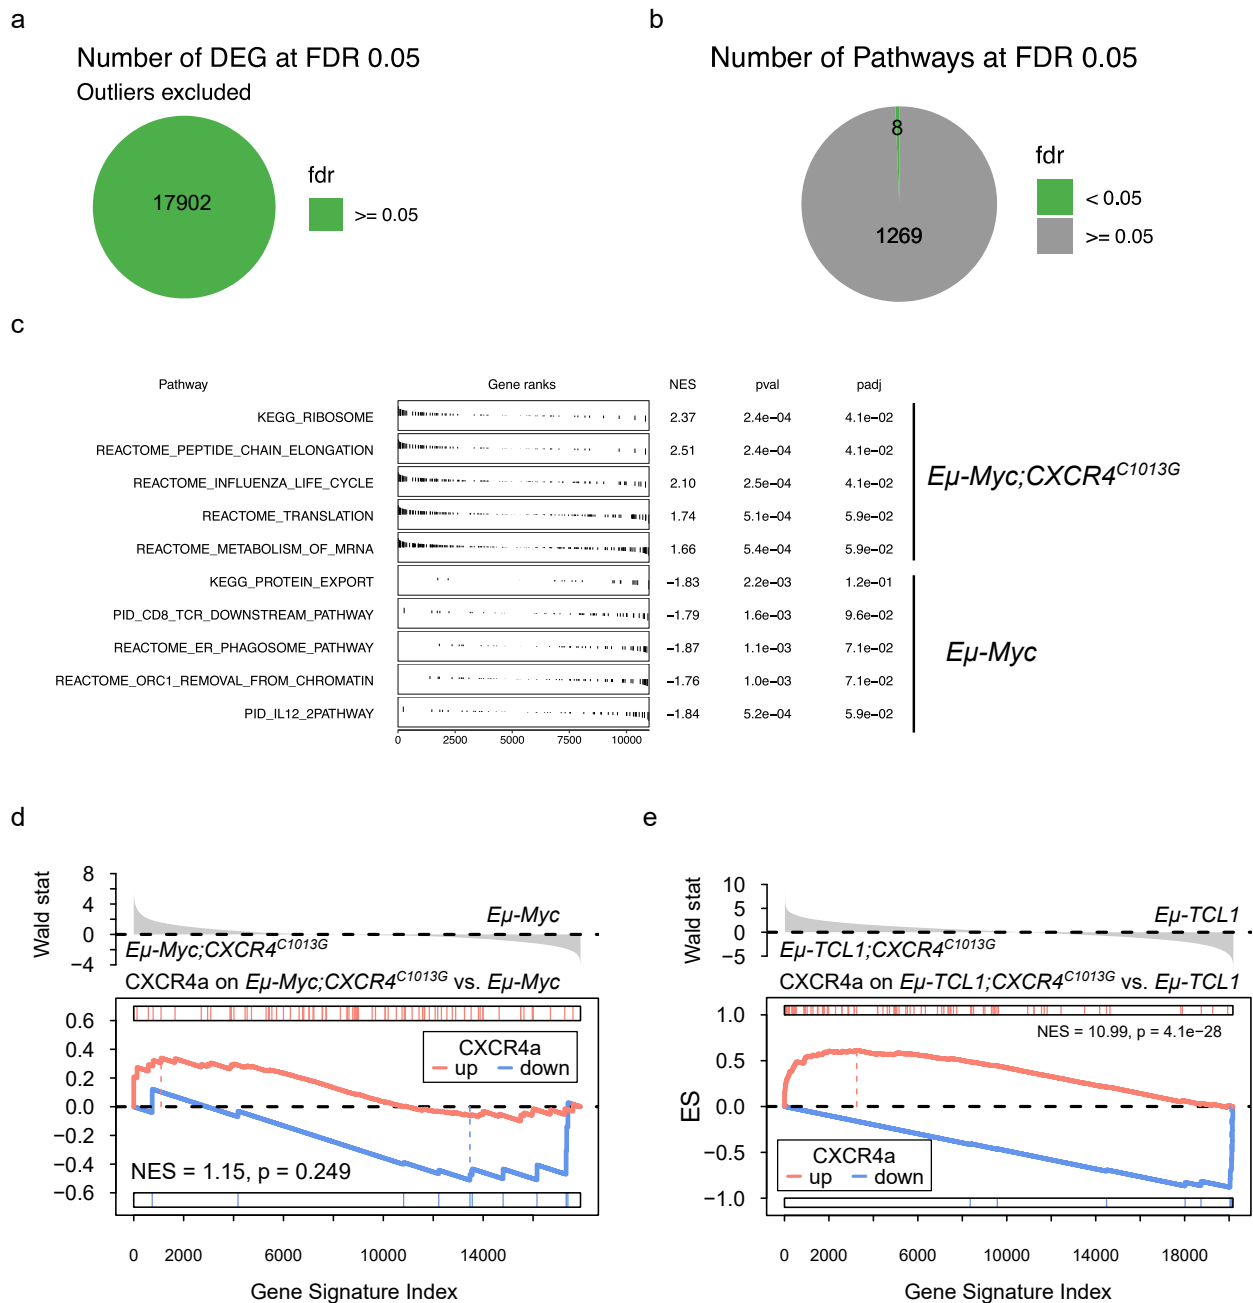 a
Number of DEG at FDR 0.05
Outliers excluded
17902
fdr
>= 0.05
b
Number of Pathways at FDR 0.05
8
1269
fdr
< 0.05
>= 0.05
c
Pathway Gene ranks NES pval padj
KEGG_RIBOSOME 2.37 2.4e−04 4.1e−02
REACTOME_PEPTIDE_CHAIN_ELONGATION 2.51 2.4e−04 4.1e−02
REACTOME_INFLUENZA_LIFE_CYCLE 2.10 2.5e−04 4.1e−02
REACTOME_TRANSLATION 1.74 5.1e−04 5.9e−02
REACTOME_METABOLISM_OF_MRNA 1.66 5.4e−04 5.9e−02
KEGG_PROTEIN_EXPORT −1.83 2.2e−03 1.2e−01
PID_CD8_TCR_DOWNSTREAM_PATHWAY −1.79 1.6e−03 9.6e−02
REACTOME_ER_PHAGOSOME_PATHWAY −1.87 1.1e−03 7.1e−02
REACTOME_ORC1_REMOVAL_FROM_CHROMATIN −1.76 1.0e−03 7.1e−02
PID_IL12_2PATHWAY −1.84 5.2e−04 5.9e−02
0 2500 5000 7500 10000
Eμ-Myc;CXCR4C1013G
Eμ-Myc
d
Wald stat
8
4
0
−4
Eμ-Myc
Eμ-Myc;CXCR4C1013G
CXCR4a on Eμ-Myc;CXCR4C1013G vs. Eμ-Myc
0.6
0.4
0.2
0.0
−0.2
−0.4
−0.6
CXCR4a
up down
NES = 1.15, p = 0.249
0 2000 6000 10000 14000
Gene Signature Index
e
Wald stat
10
5
0
−5
Eμ-TCL1
Eμ-TCL1;CXCR4C1013G
CXCR4a on Eμ-TCL1;CXCR4C1013G vs. Eμ-TCL1
ES
1.0
0.5
0.0
−0.5
−1.0
NES = 10.99, p = 4.1e−28
CXCR4a
up down
0 2000 6000 10000 14000 18000
Gene Signature Index